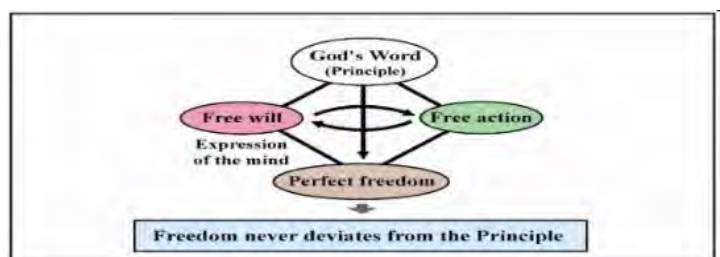 God's Word
(Principle)
Free will
Free action
Expression
of the mind
Perfect freedom
Freedom never deviates from the Principle